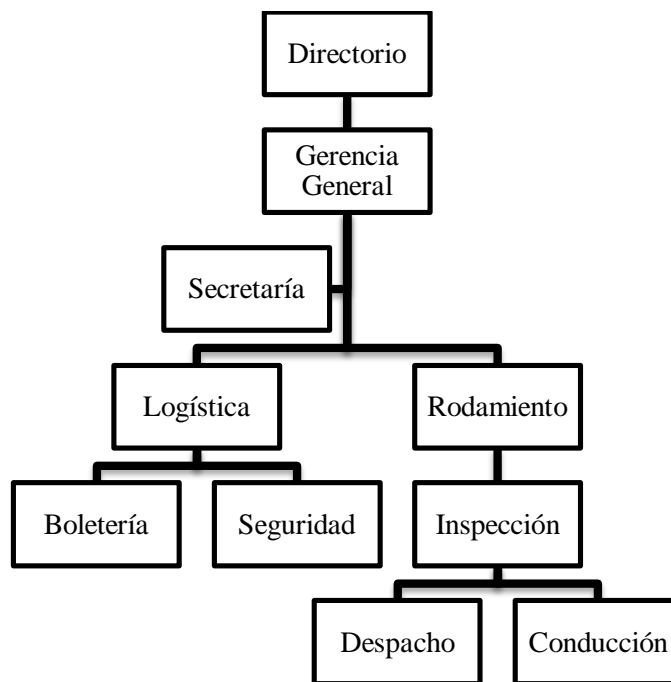 Directorio
Gerencia
General
Secretaría
Logística
Rodamiento
Boletería
Seguridad
Inspección
Despacho
Conducción